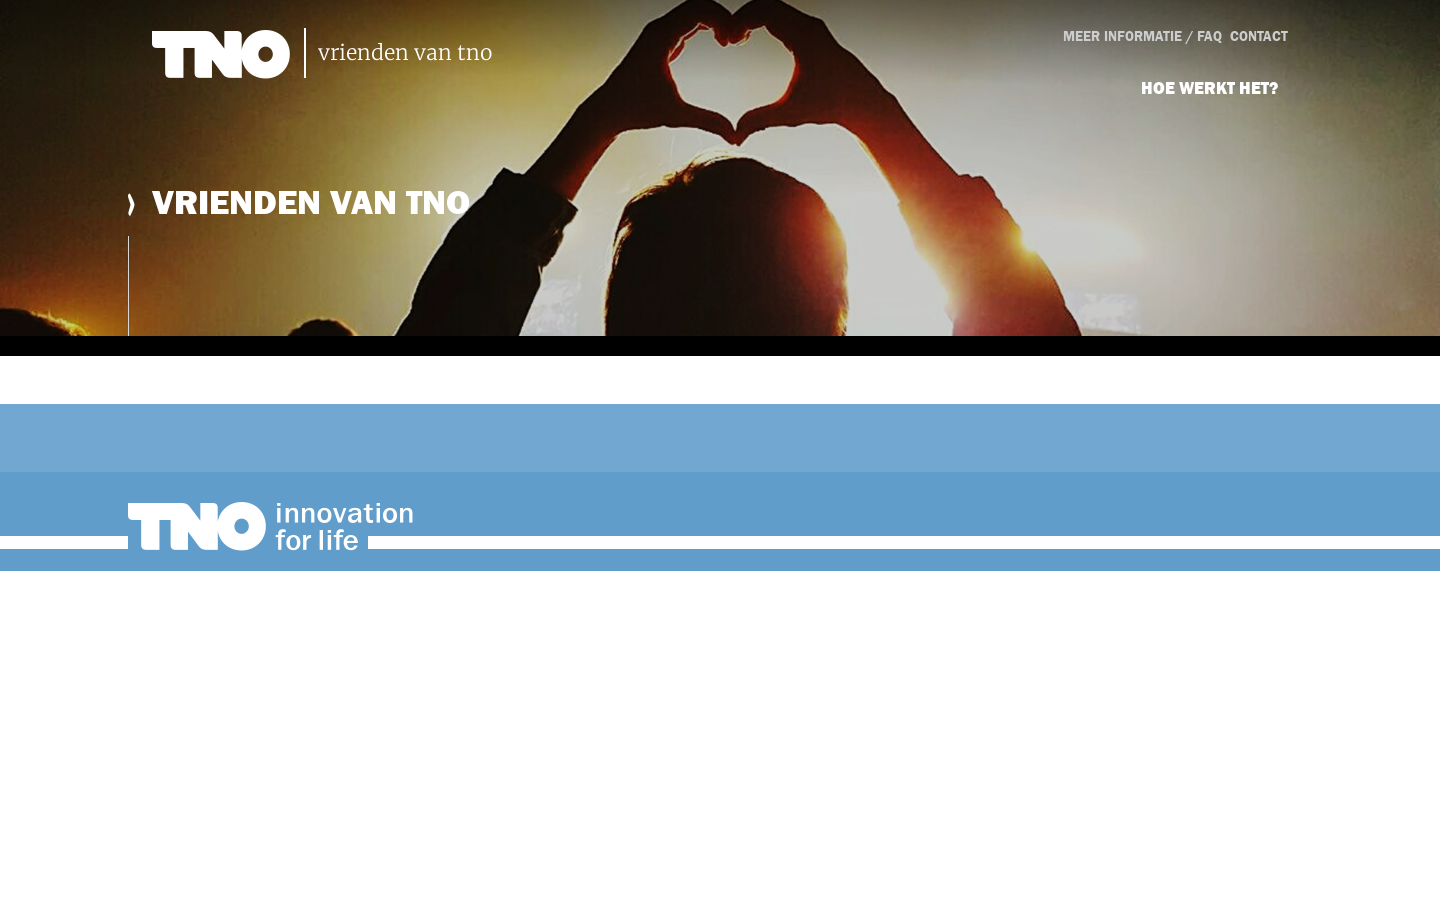 TNO vrienden van tno
MEER INFORMATIE / FAQ CONTACT
HOE WERKT HET?
VRIENDEN VAN TNO
TNO innovation
for life